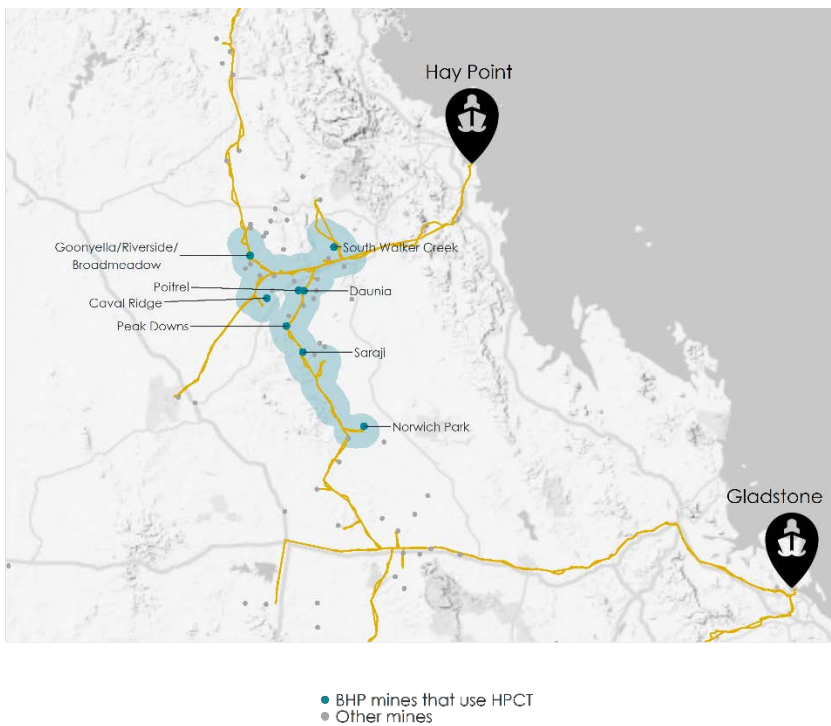 Hay Point
Goonyella/Riverside/
Broadmeadow
South Walker Creek
Poitrel
Daunia
Caval Ridge
Peak Downs
Saraji
Norwich Park
Gladstone
BHP mines that use HPCT
Other mines